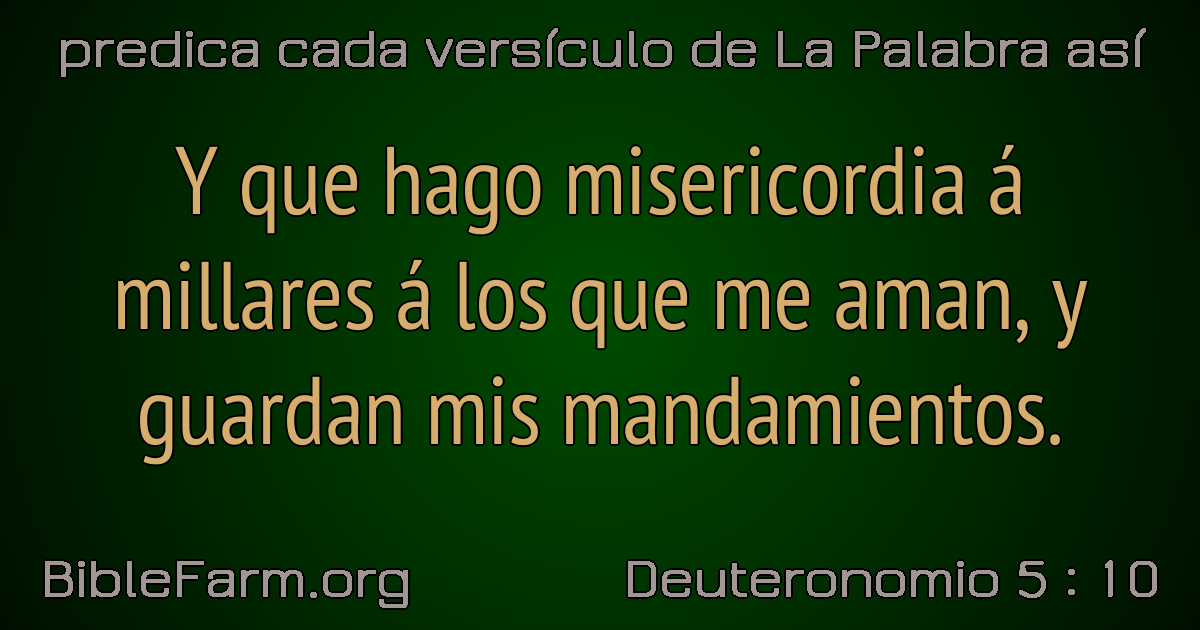 predica cada versículo de La Palabra así
Y que hago misericordia á
millares á los que me aman, y
guardan mis mandamientos.
BibleFarm.org
Deuteronomio 5 : 10